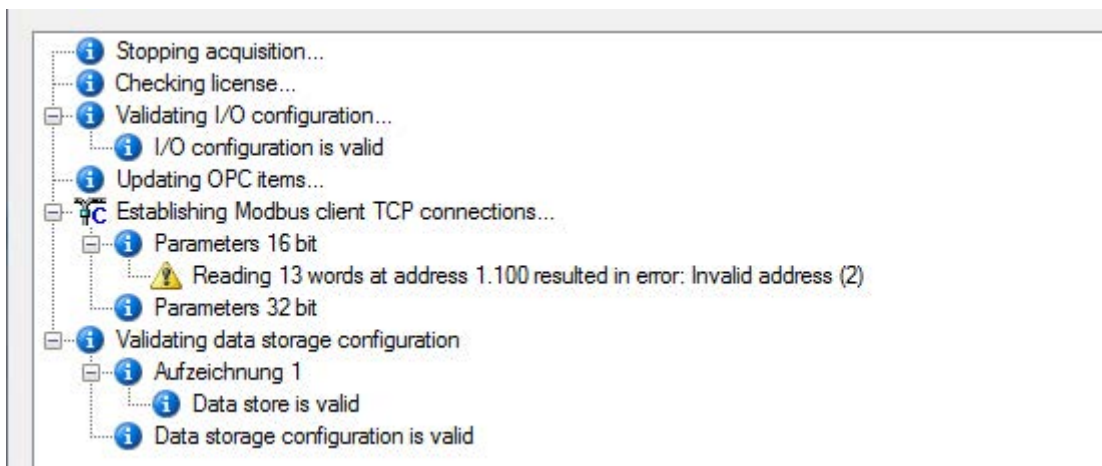 Stopping acquisition...
Checking license...
Validating I/O configuration...
I/O configuration is valid
Updating OPC items...
Establishing Modbus client TCP connections...
Parameters 16 bit
Reading 13 words at address 1.100 resulted in error: Invalid address (2)
Parameters 32 bit
Validating data storage configuration
Aufzeichnung 1
Data store is valid
Data storage configuration is valid